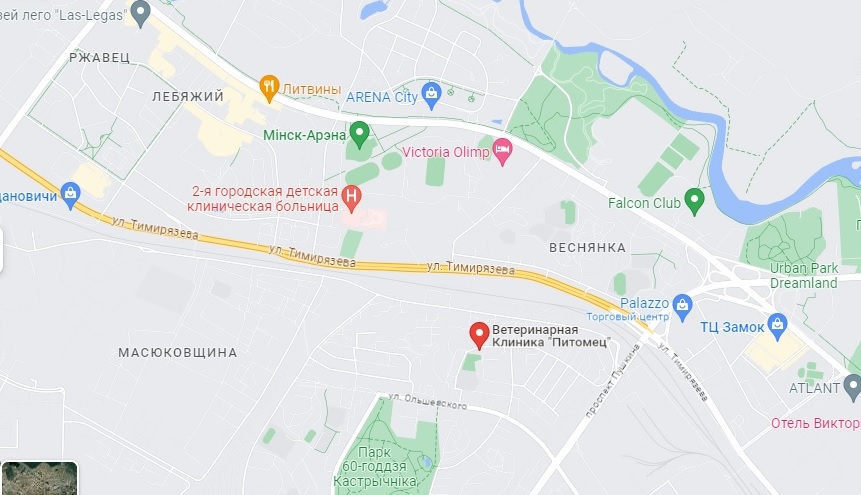 зей лего "Las-Legas"
РЖАВЕЦ
Литвины
ЛЕБЯЖИЙ
ARENA City
Мінск-Арэна
Victoria Olimp
2-я городская детская
клиническая больница
дановичи
Falcon Club
ул. Тимирязева
ул. Тимирязева
ул. Тимирязева
ВЕСНЯНКА
Urban Park
Dreamland
Palazzo
Торговый центр
ТЦ Замок
Ветеринарная
Клиника "Питомец"
МАСЮКОВЩИНА
проспект Пушкина
ул. Тимирязева
ATLANT
ул. Ольшевского
Отель Виктор
Парк
60-годдзя
Кастрычніка